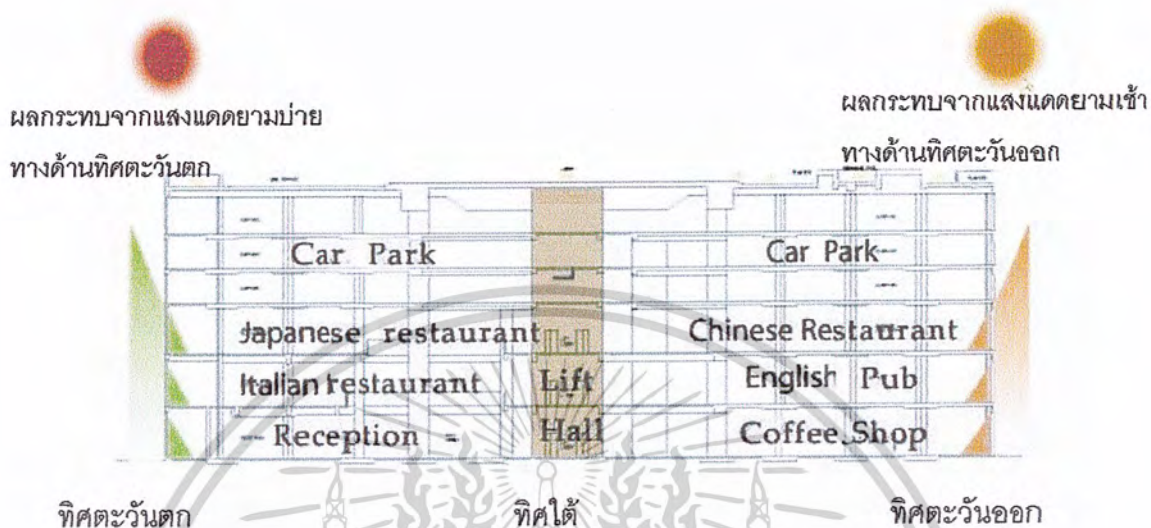 ผลกระทบจากแสงแดดยามบ่าย
ทางด้านทิศตะวันตก
ผลกระทบจากแสงแดดยามเช้า
ทางด้านทิศตะวันออก
Car Park
Car Park
Japanese restaurant
Chinese Restaurant
Italian restaurant
Lift
English Pub
Reception
Hall
Coffee Shop
ทิศตะวันตก
ทิศใต้
ทิศตะวันออก